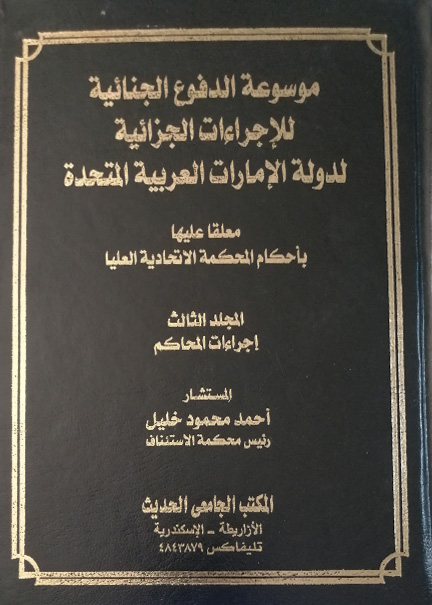 موسوعة الدفوع الجنائية
للإجراءات الجزائية
لدولة الإمارات العربية المتحدة
معلقا عليها
بأحكام المحكمة الاتحادية العليا
المجلد الثالث
إجراءات المحاكم
المستشار
أحمد محمود خليل
رئيس محكمة الاستئناف
المكتب الجامعى الحديث
الأزاريطة - الإسكندرية
تليفاكس ٤٨٤٣٨٧٩